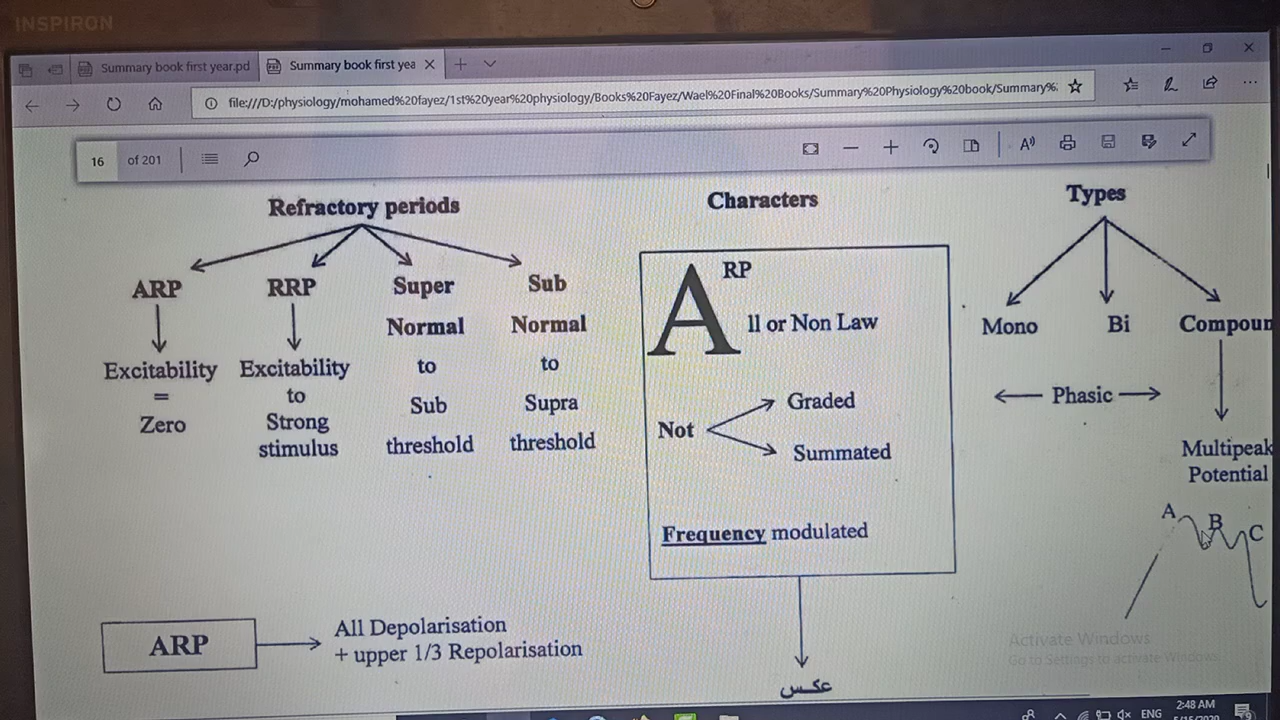 INSPIRON
Summary book first year.pd
Summary book first yea
file:///D:/physiology/mohamed%20fayez/1st%20year%20physiology/Books%20Fayez/Wael%20Final%20Books/Summary%20Physiology%20book/Summary%
16 of 201
Refractory periods
ARP
Excitability
=
Zero
RRP
Excitability
to
Strong
stimulus
Super
Normal
to
Sub
threshold
Sub
Normal
to
Supra
threshold
ARP
All Depolarisation
+ upper 1/3 Repolarisation
Characters
A RP
ll or Non Law
Not
Graded
Summated
Frequency modulated
عكس
Types
Mono
Bi
Compoun
Phasic
Multipeak
Potential
A
B
C
Activate Windows
Go to Settings to activate Windows.
ENG
2:48 AM